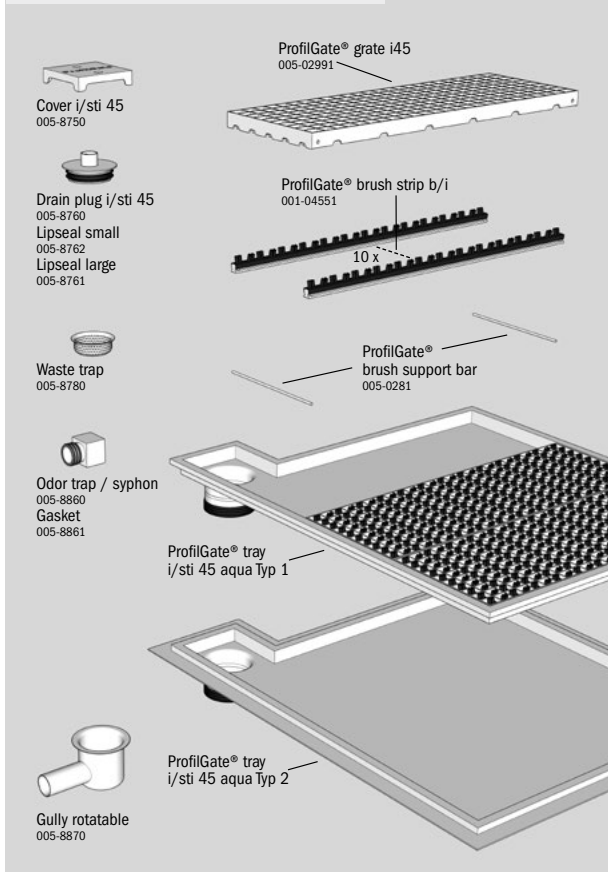 ProfilGate® grate i45
005-02991
Cover i/sti 45
005-8750
Drain plug i/sti 45
005-8760
Lipseal small
005-8762
Lipseal large
005-8761
ProfilGate® brush strip b/i
001-04551
10 x
Waste trap
005-8780
ProfilGate®
brush support bar
005-0281
Odor trap / syphon
005-8860
Gasket
005-8861
ProfilGate® tray
i/sti 45 aqua Typ 1
ProfilGate® tray
i/sti 45 aqua Typ 2
Gully rotatable
005-8870